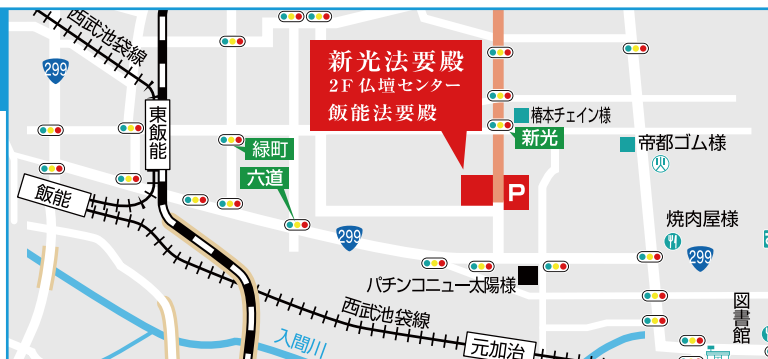 西武池袋線
299
新光法要殿
2F 仏壇センター
飯能法要殿
東飯能
椿本チェイン様
新光
帝都ゴム様
緑町
六道
飯能
P
299
焼肉屋様
299
パチンコニュー太陽様
西武池袋線
入間川
元加治
図書館